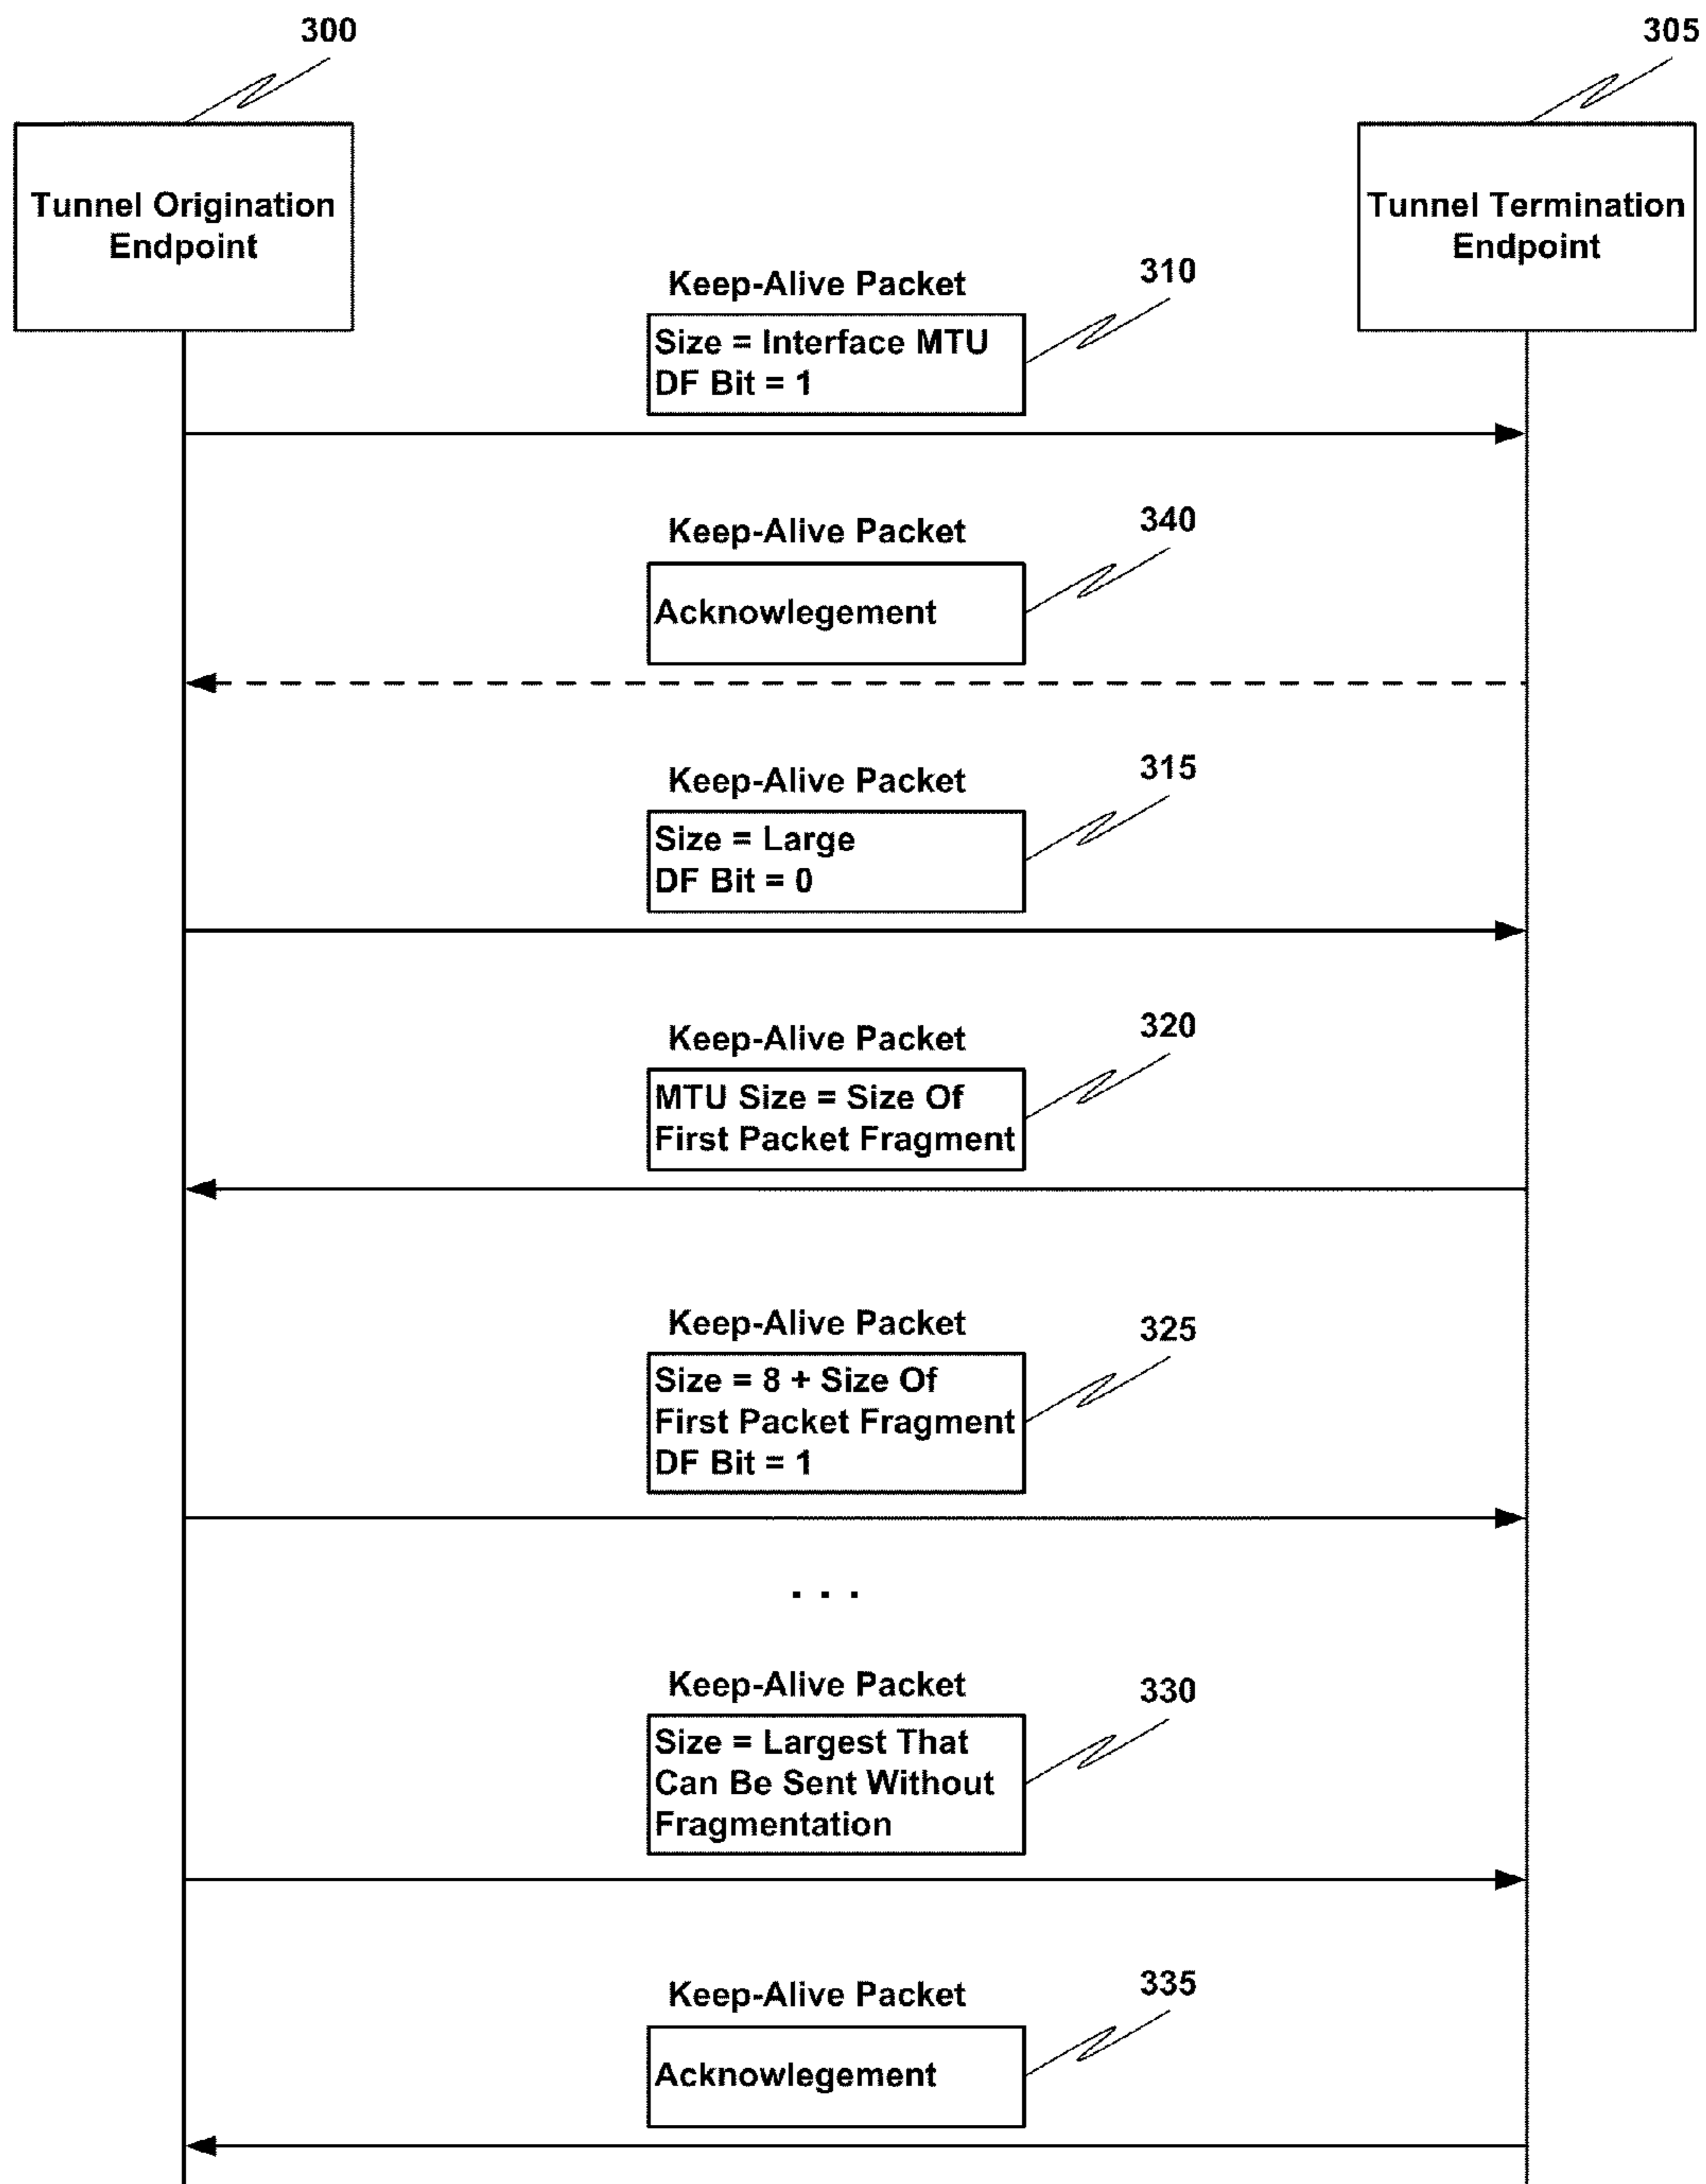 300
305
Tunnel Origination
Endpoint
Tunnel Termination
Endpoint
Keep-Alive Packet
310
Size = Interface MTU
DF Bit = 1
Keep-Alive Packet
340
Acknowlegement
Keep-Alive Packet
315
Size = Large
DF Bit = 0
Keep-Alive Packet
320
MTU Size = Size Of
First Packet Fragment
Keep-Alive Packet
325
Size = 8 + Size Of
First Packet Fragment
DF Bit = 1
. . .
Keep-Alive Packet
330
Size = Largest That
Can Be Sent Without
Fragmentation
Keep-Alive Packet
335
Acknowlegement